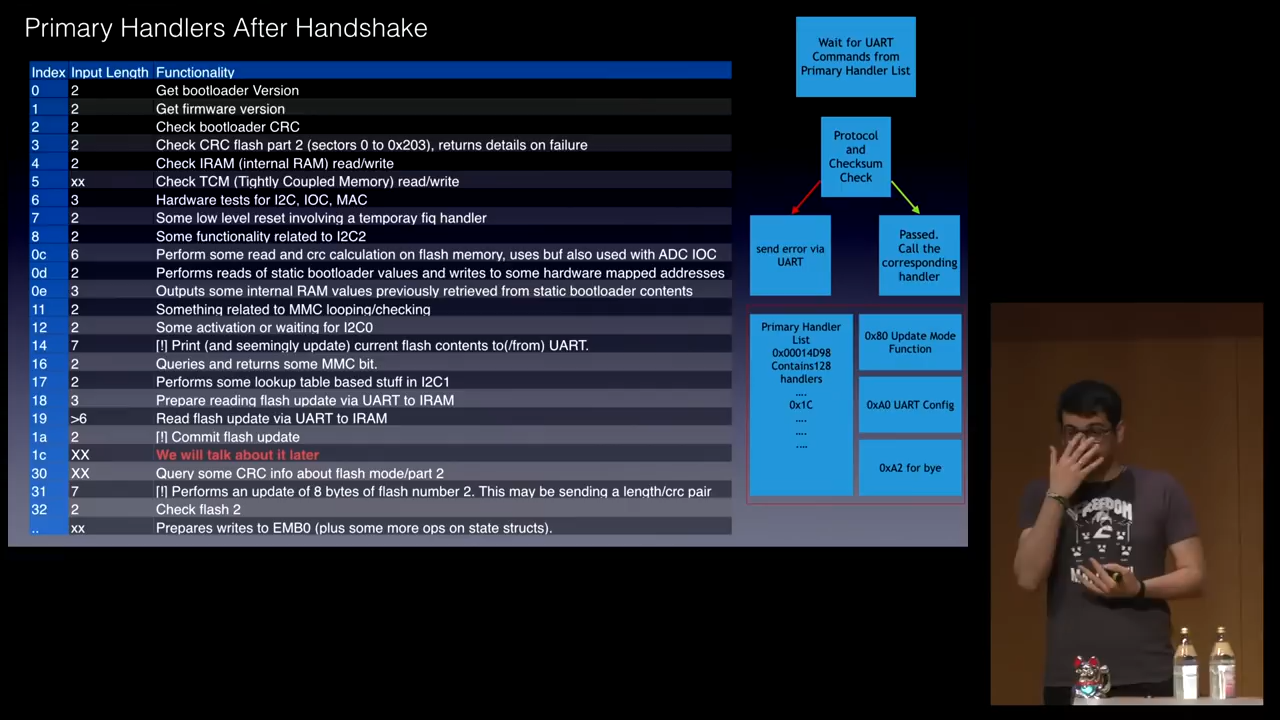 Primary Handlers After Handshake
Index Input Length Functionality
0 2 Get bootloader Version
1 2 Get firmware version
2 2 Check bootloader CRC
3 2 Check CRC flash part 2 (sectors 0 to 0x203), returns details on failure
4 2 Check IRAM (internal RAM) read/write
5 xx Check TCM (Tightly Coupled Memory) read/write
6 3 Hardware tests for I2C, IOC, MAC
7 2 Some low level reset involving a temporay fiq handler
8 2 Some functionality related to I2C2
0c 6 Perform some read and crc calculation on flash memory, uses buf also used with ADC IOC
0d 2 Performs reads of static bootloader values and writes to some hardware mapped addresses
0e 3 Outputs some internal RAM values previously retrieved from static bootloader contents
11 2 Something related to MMC looping/checking
12 2 Some activation or waiting for I2C0
14 7 [!] Print (and seemingly update) current flash contents to(/from) UART.
16 2 Queries and returns some MMC bit.
17 2 Performs some lookup table based stuff in I2C1
18 3 Prepare reading flash update via UART to IRAM
19 >6 Read flash update via UART to IRAM
1a 2 [!] Commit flash update
1c XX We will talk about it later
30 XX Query some CRC info about flash mode/part 2
31 7 [!] Performs an update of 8 bytes of flash number 2. This may be sending a length/crc pair
32 2 Check flash 2
.. xx Prepares writes to EMB0 (plus some more ops on state structs).
Wait for UART
Commands from
Primary Handler List
Protocol
and
Checksum
Check
send error via
UART
Passed.
Call the
corresponding
handler
Primary Handler
List
0x00014D98
Contains128
handlers
....
0x1C
....
....
....
0x80 Update Mode
Function
0xA0 UART Config
0xA2 for bye
FREEDOM